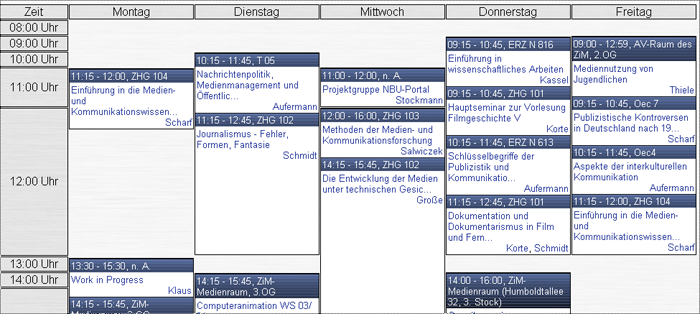 Zeit
Montag
Dienstag
Mittwoch
Donnerstag
Freitag
08:00 Uhr
09:00 Uhr
10:00 Uhr
11:00 Uhr
12:00 Uhr
13:00 Uhr
14:00 Uhr
11:15 - 12:00, ZHG 104
Einführung in die Medien-
und
Kommunikationswissen...
Scharf
13:30 - 15:30, n. A.
Work in Progress
Klaus
14:15 - 15:45, ZiM-
10:15 - 11:45, T 05
Nachrichtenpolitik,
Medienmanagement und
Öffentlic...
Aufermann
11:15 - 12:45, ZHG 102
Journalismus - Fehler,
Formen, Fantasie
Schmidt
14:15 - 15:45, ZiM-
Medienraum, 3.OG
Computeranimation WS 03/
11:00 - 12:00, n. A.
Projektgruppe NBU-Portal
Stockmann
12:00 - 16:00, ZHG 103
Methoden der Medien- und
Kommunikationsforschung
Salwiczek
14:15 - 15:45, ZHG 102
Die Entwicklung der Medien
unter technischen Gesic...
Große
09:15 - 10:45, ERZ N 816
Einführung in
wissenschaftliches Arbeiten
Kassel
09:15 - 10:45, ZHG 101
Hauptseminar zur Vorlesung
Filmgeschichte V
Korte
10:15 - 11:45, ERZ N 613
Schlüsselbegriffe der
Publizistik und
Kommunikatio...
Aufermann
11:15 - 12:45, ZHG 101
Dokumentation und
Dokumentarismus in Film
und Fern...
Korte, Schmidt
14:00 - 16:00, ZiM-
Medienraum (Humboldtallee
32, 3. Stock)
09:00 - 12:59, AV-Raum des
ZiM, 2.OG
Mediennutzung von
Jugendlichen
Thiele
09:15 - 10:45, Oec 7
Publizistische Kontroversen
in Deutschland nach 19...
Scharf
10:15 - 11:45, Oec4
Aspekte der interkulturellen
Kommunikation
Aufermann
11:15 - 12:45, ZHG 104
Einführung in die Medien-
und
Kommunikationswissen...
Scharf